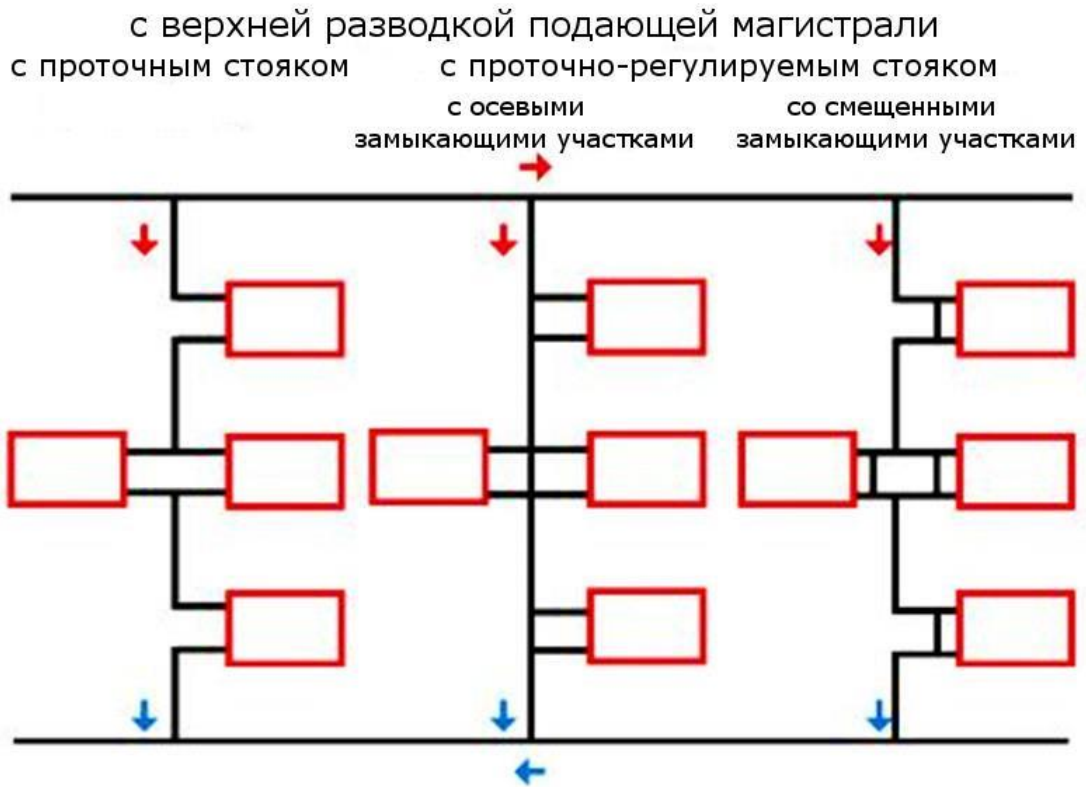 с верхней разводкой подающей магистрали
с проточным стояком
с проточно-регулируемым стояком
с осевыми
замыкающими участками
со смещенными
замыкающими участками